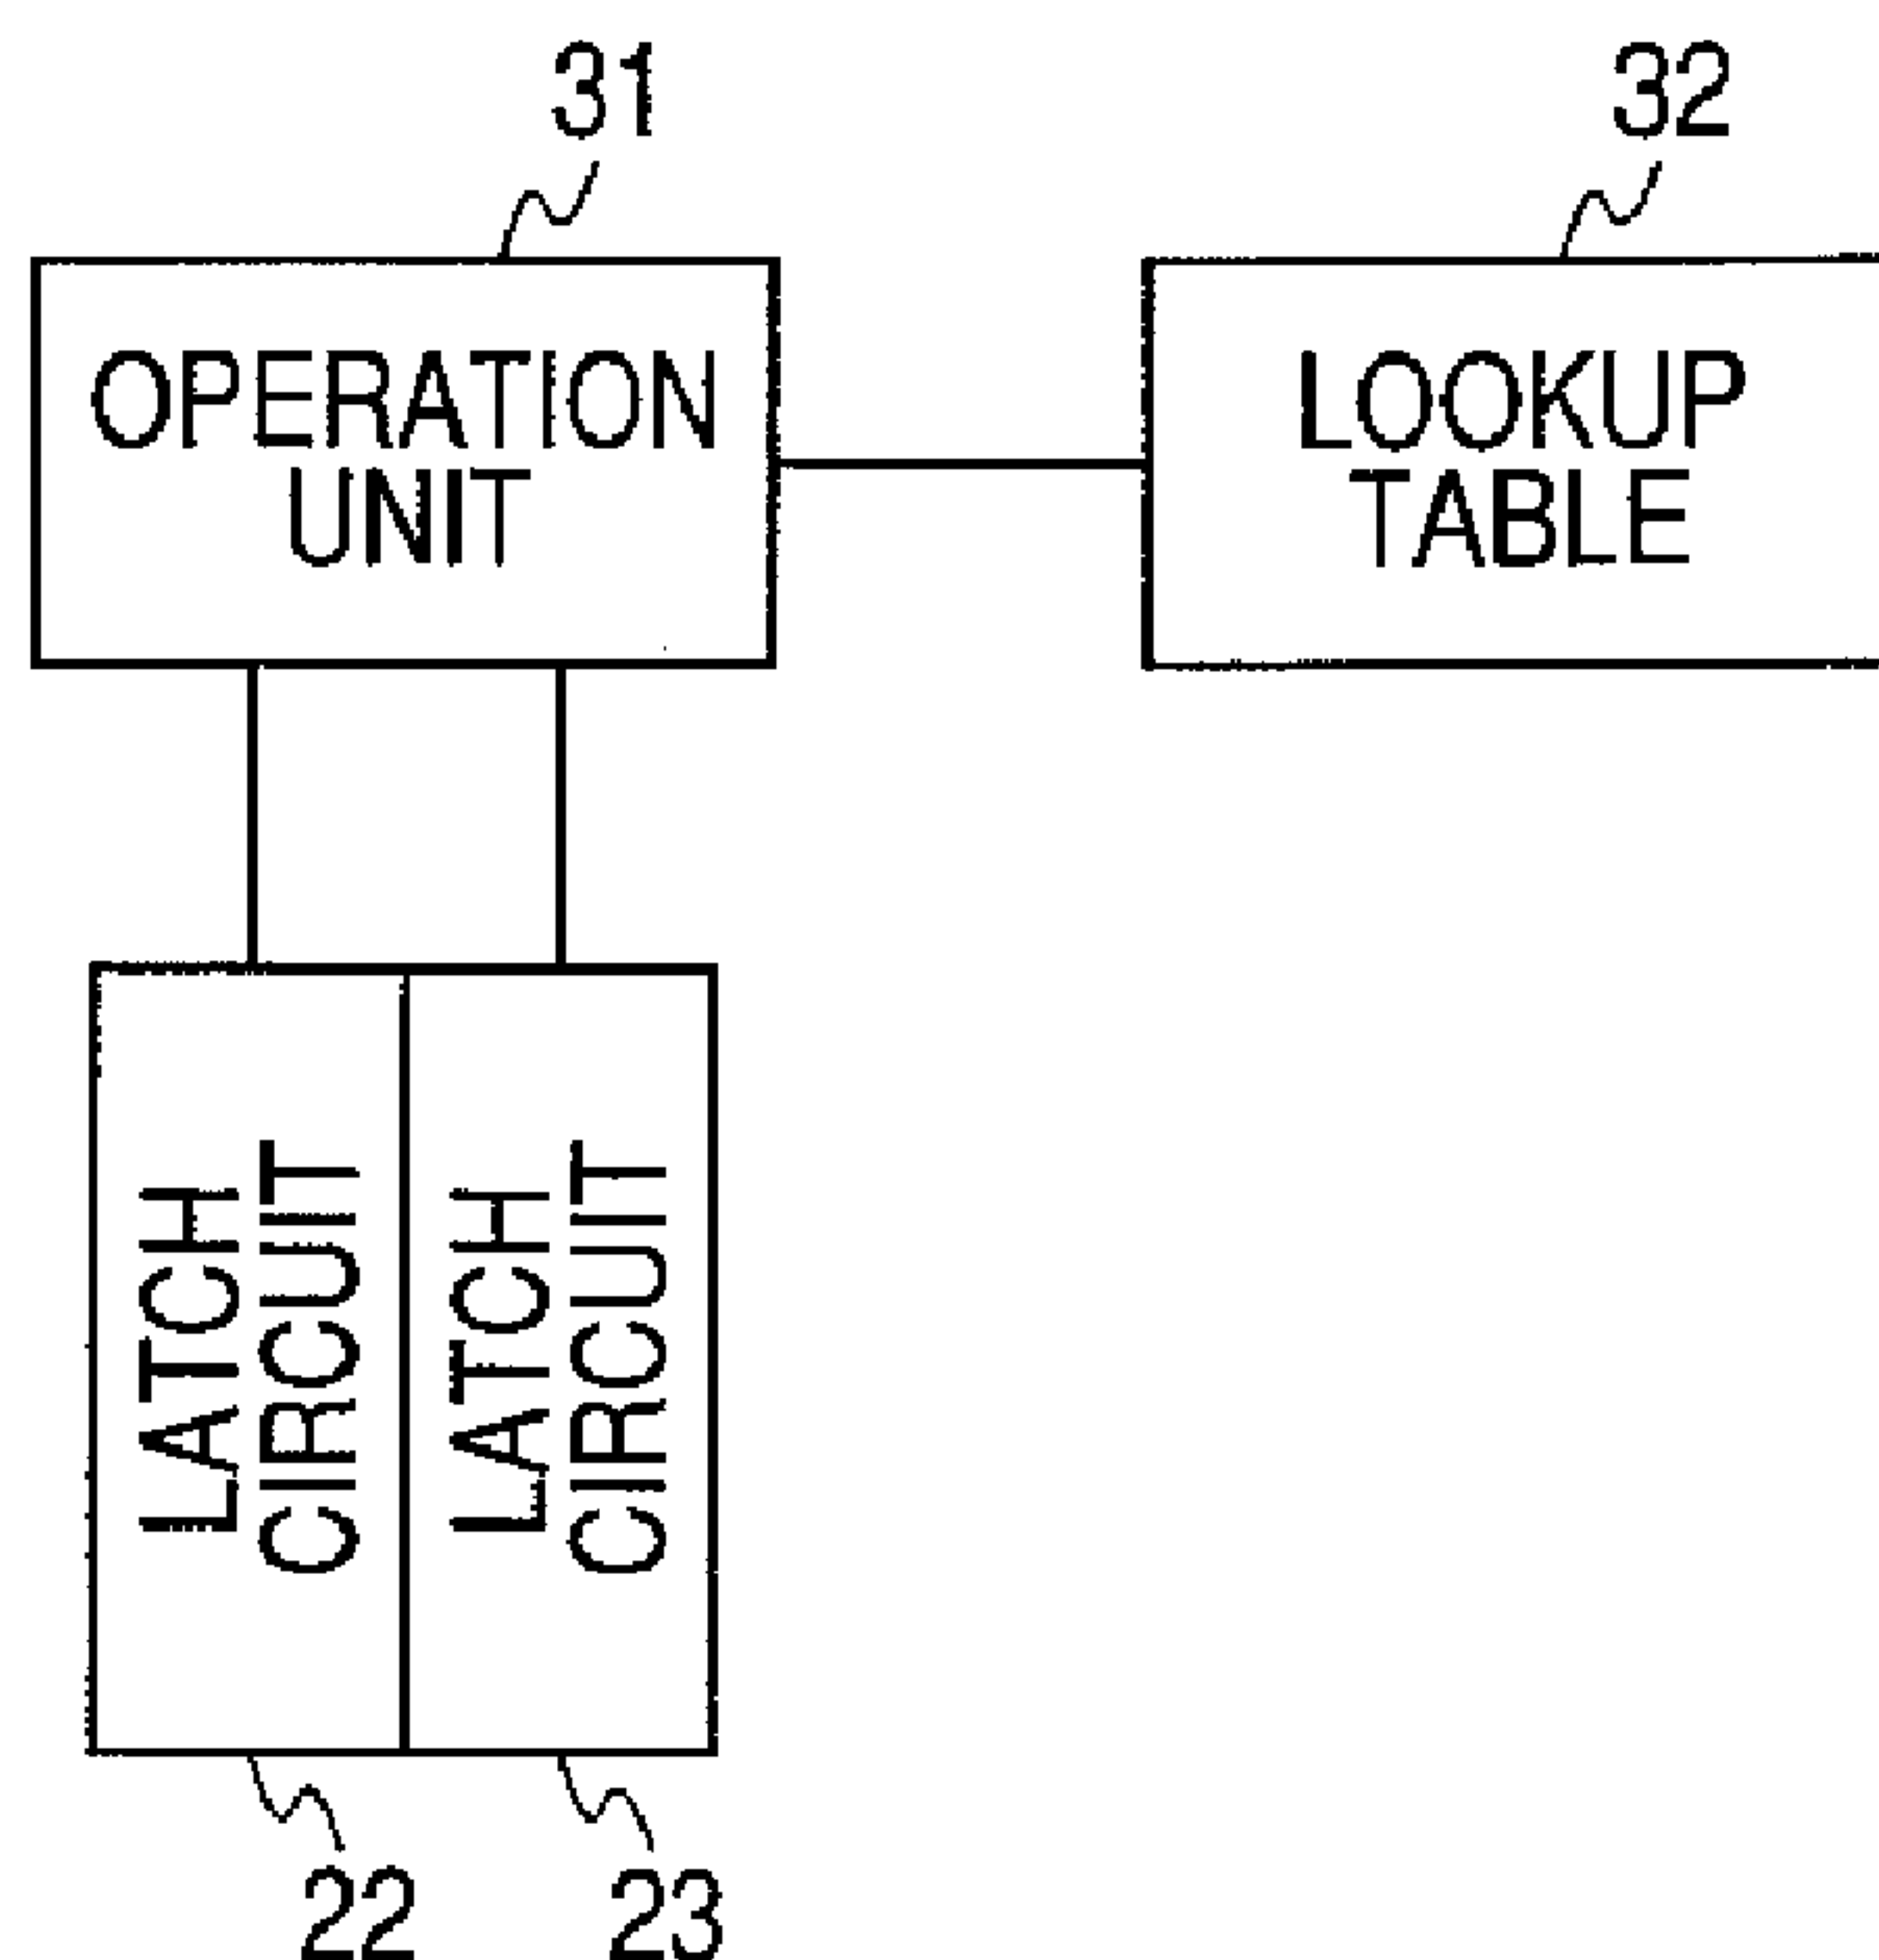 31
32
OPERATION
UNIT
LOOKUP
TABLE
LATCH
CIRCUIT
LATCH
CIRCUIT
22
23